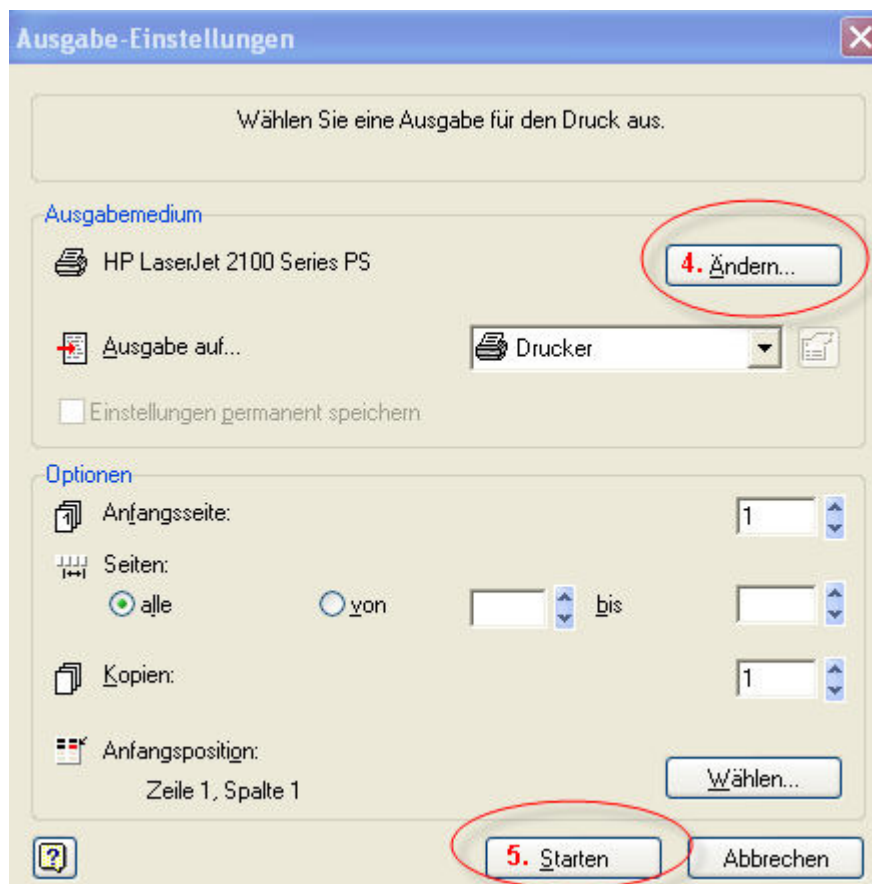 Ausgabe-Einstellungen
Wählen Sie eine Ausgabe für den Druck aus.
Ausgabemedium
HP LaserJet 2100 Series PS
4. Ändern...
Ausgabe auf...
Drucker
Einstellungen permanent speichern
Optionen
Anfangsseite:
1
Seiten:
alle
von
bis
Kopien:
1
Anfangsposition:
Zeile 1, Spalte 1
Wählen...
5. Starten
Abbrechen